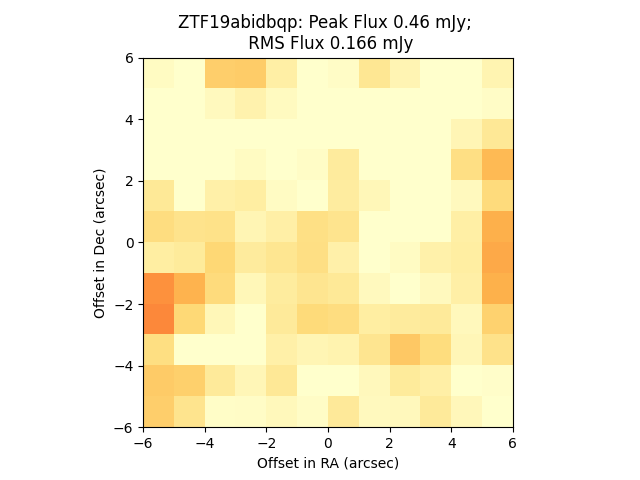 ZTF19abidbqp: Peak Flux 0.46 mJy;
RMS Flux 0.166 mJy
6
4
2
0
−2
−4
−6
Offset in Dec (arcsec)
−6 −4 −2 0 2 4 6
Offset in RA (arcsec)